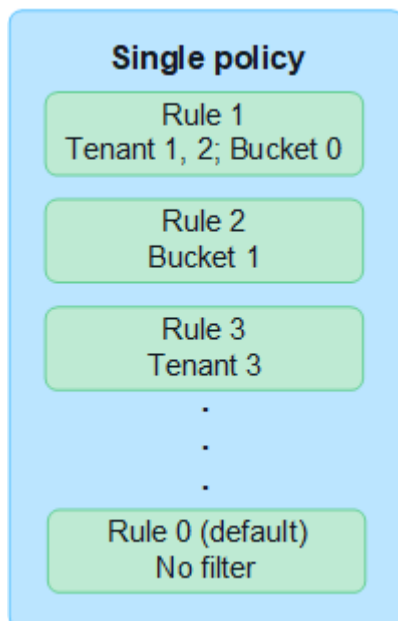 Single policy
Rule 1
Tenant 1, 2; Bucket 0
Rule 2
Bucket 1
Rule 3
Tenant 3
.
.
.
Rule 0 (default)
No filter